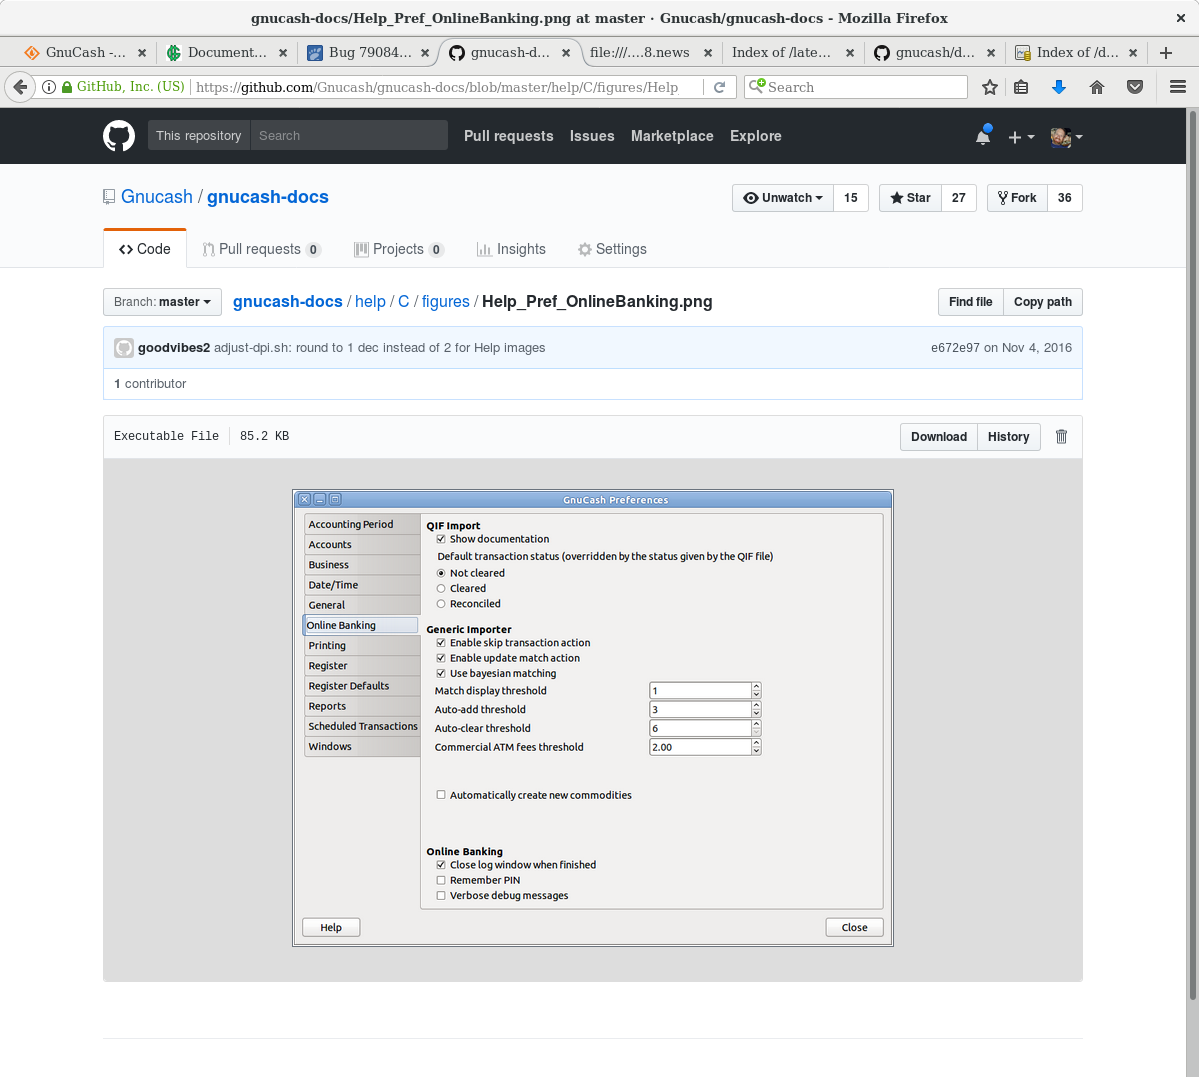 gnucash-docs/Help_Pref_OnlineBanking.png at master · Gnucash/gnucash-docs - Mozilla Firefox
GnuCash -... Document... Bug 79084... gnucash-d... file:///....8.news Index of /late... gnucash/d... Index of /d...
GitHub, Inc. (US) https://github.com/Gnucash/gnucash-docs/blob/master/help/C/figures/Help Search
This repository Search Pull requests Issues Marketplace Explore
Gnucash / gnucash-docs Unwatch 15 Star 27 Fork 36
Code Pull requests 0 Projects 0 Insights Settings
Branch: master gnucash-docs / help / C / figures / Help_Pref_OnlineBanking.png Find file Copy path
goodvibes2 adjust-dpi.sh: round to 1 dec instead of 2 for Help images e672e97 on Nov 4, 2016
1 contributor
Executable File 85.2 KB Download History
GnuCash Preferences
Accounting Period
Accounts
Business
Date/Time
General
Online Banking
Printing
Register
Register Defaults
Reports
Scheduled Transactions
Windows
QIF Import
Show documentation
Default transaction status (overridden by the status given by the QIF file)
Not cleared
Cleared
Reconciled
Generic Importer
Enable skip transaction action
Enable update match action
Use bayesian matching
Match display threshold 1
Auto-add threshold 3
Auto-clear threshold 6
Commercial ATM fees threshold 2.00
Automatically create new commodities
Online Banking
Close log window when finished
Remember PIN
Verbose debug messages
Help Close